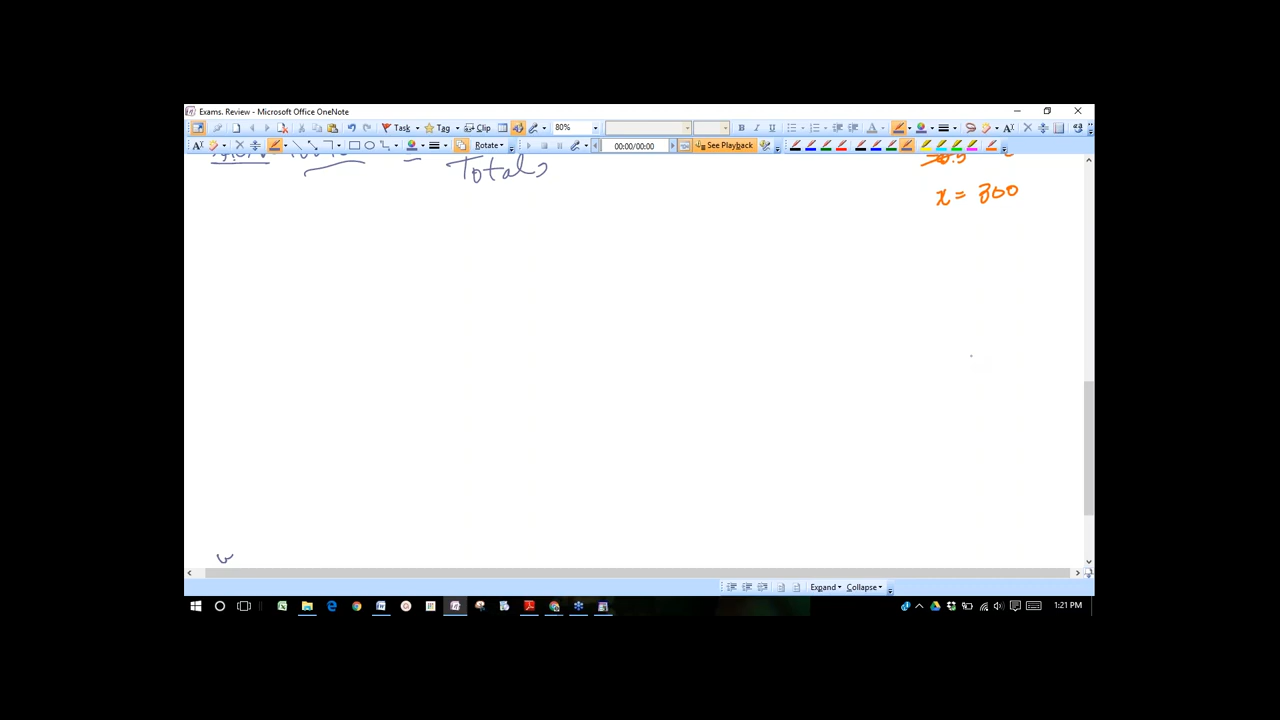 Exams. Review - Microsoft Office OneNote
Task Tag Clip 80% B I U A
A Rotate 00:00/00:00 See Playback
= Totals
x = 300
Expand Collapse
1:21 PM